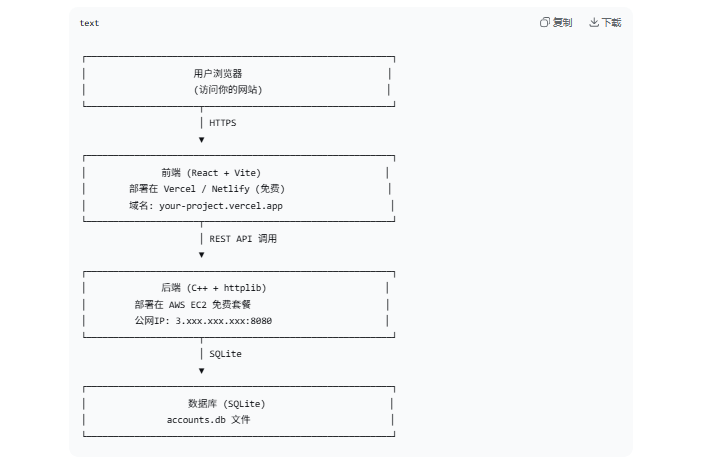 text
复制
下载
用户浏览器
(访问你的网站)
HTTPS
前端 (React + Vite)
部署在 Vercel / Netlify (免费)
域名: your-project.vercel.app
REST API 调用
后端 (C++ + httplib)
部署在 AWS EC2 免费套餐
公网IP: 3.xxx.xxx.xxx:8080
SQLite
数据库 (SQLite)
accounts.db 文件